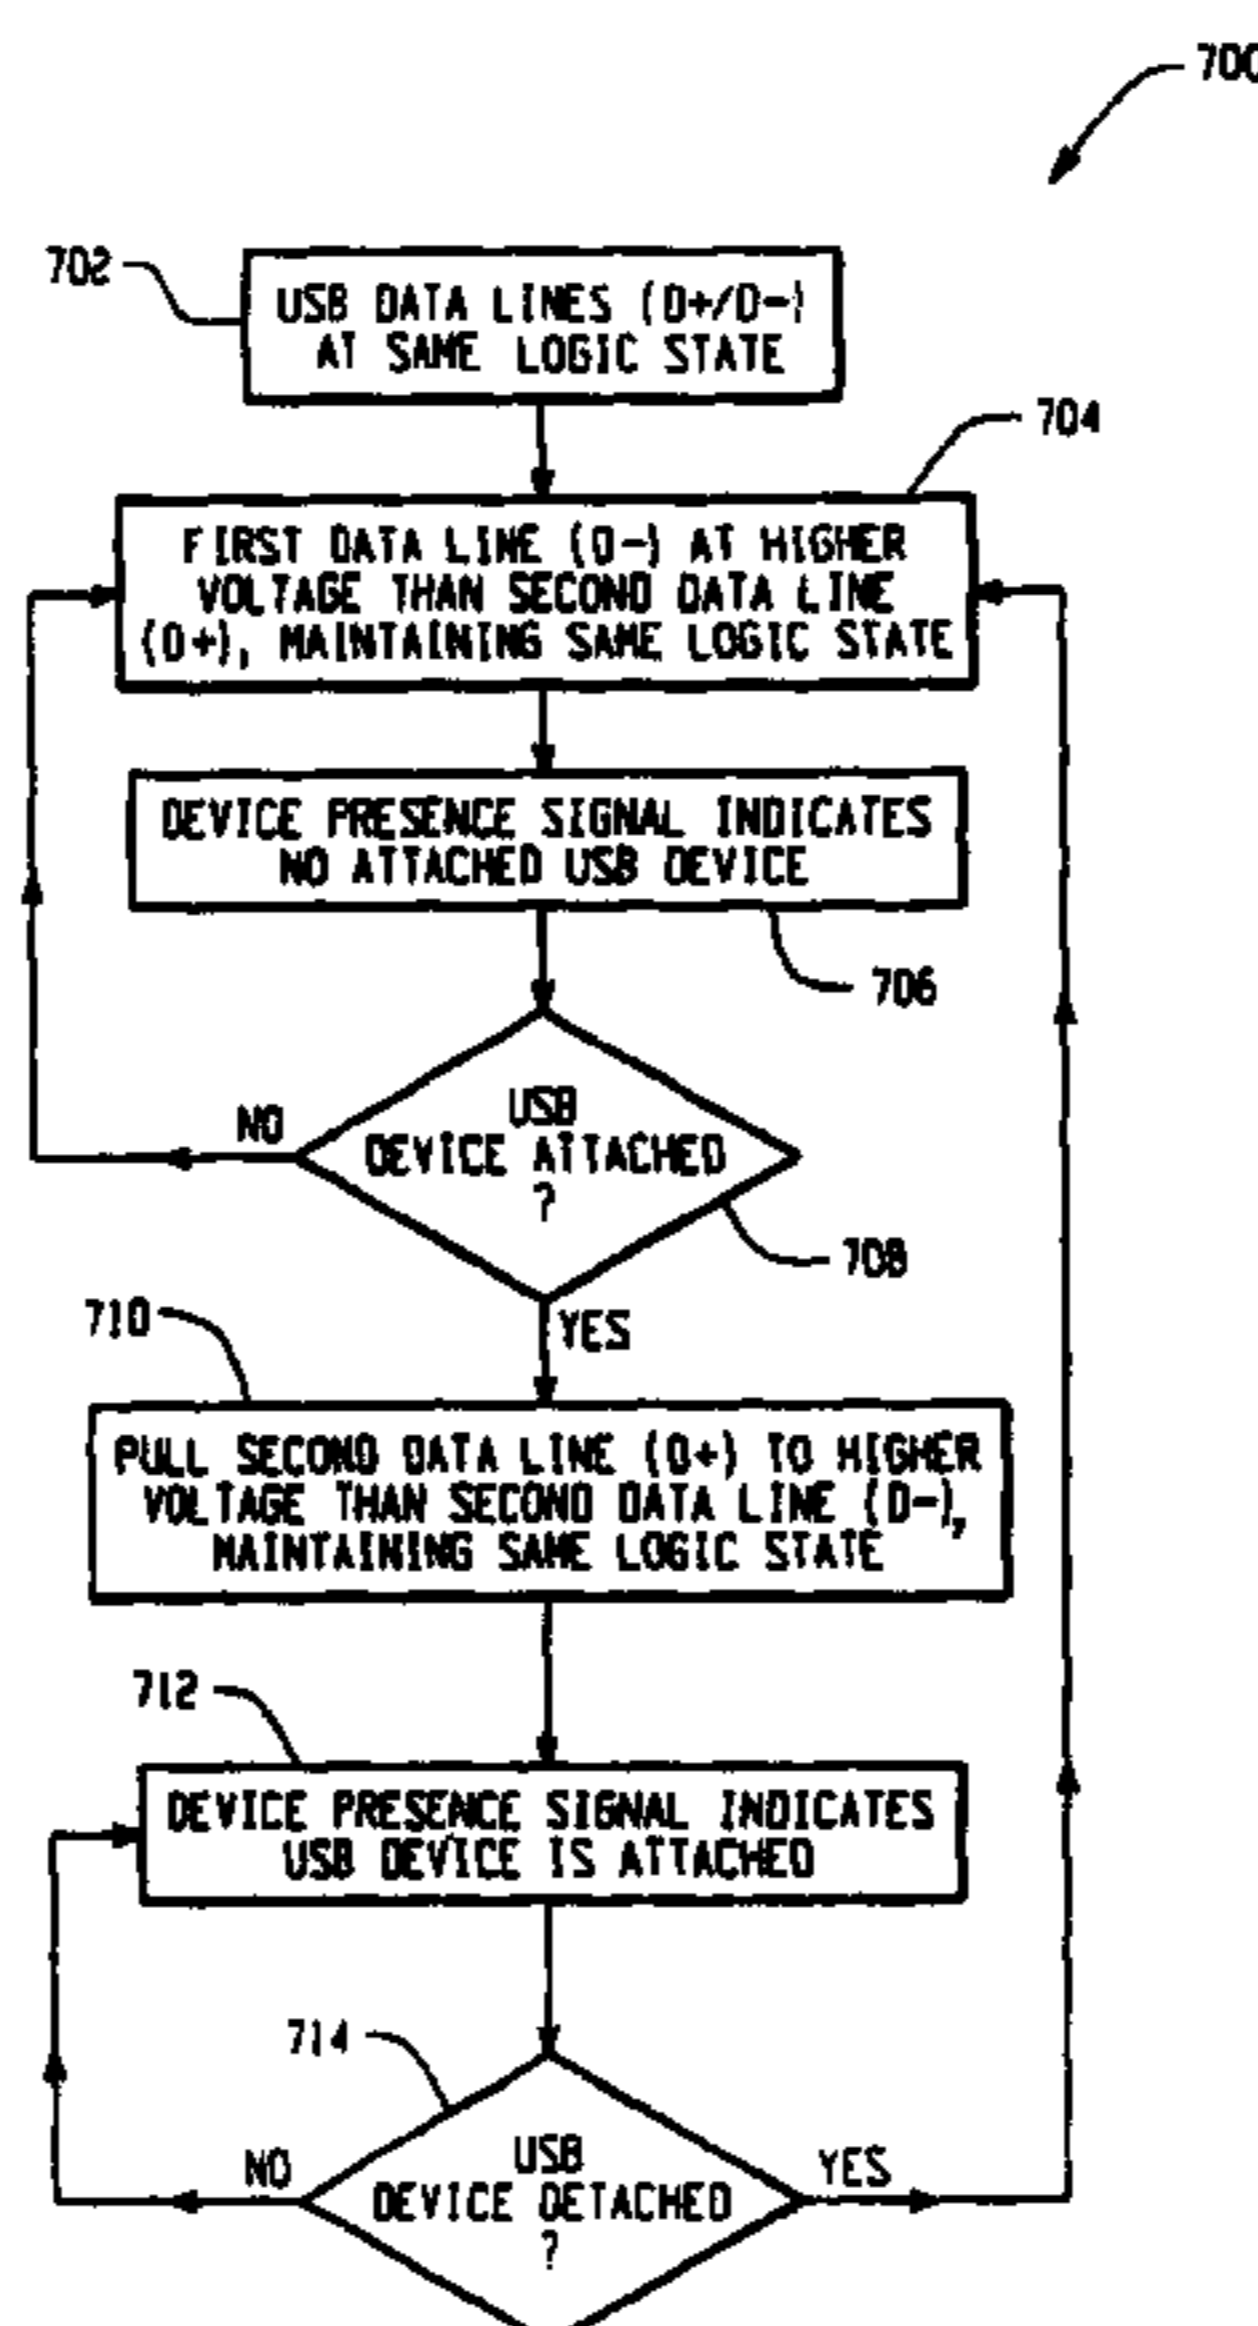 700
702
USB DATA LINES (D+/D-)
AT SAME LOGIC STATE
704
FIRST DATA LINE (D-) AT HIGHER
VOLTAGE THAN SECOND DATA LINE
(D+), MAINTAINING SAME LOGIC STATE
DEVICE PRESENCE SIGNAL INDICATES
NO ATTACHED USB DEVICE
706
USB
DEVICE ATTACHED
?
NO
708
YES
710
PULL SECOND DATA LINE (D+) TO HIGHER
VOLTAGE THAN SECOND DATA LINE (D-),
MAINTAINING SAME LOGIC STATE
712
DEVICE PRESENCE SIGNAL INDICATES
USB DEVICE IS ATTACHED
714
USB
DEVICE DETACHED
?
NO
YES